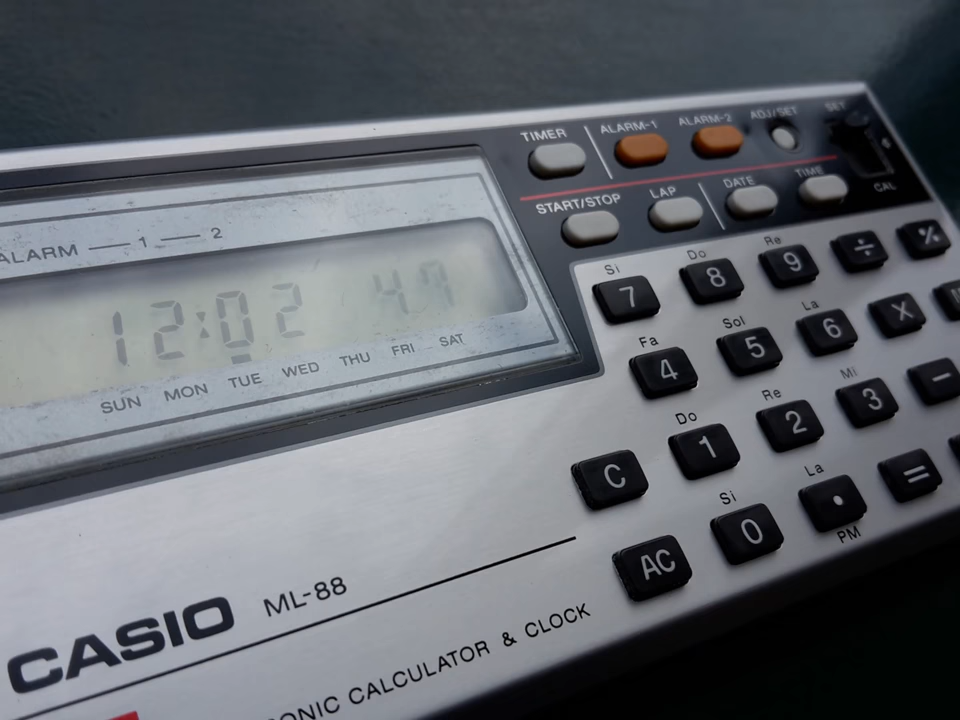 TIMER ALARM-1 ALARM-2 ADJ/SET SET
START/STOP LAP DATE TIME CAL
ALARM 1 2
12:02 47
SUN MON TUE WED THU FRI SAT
Si Do Re
7 8 9 ÷ %
Fa Sol La
4 5 6 X
Do Re Mi
C 1 2 3 −
Si La
AC 0 • =
PM
CASIO ML-88
ONIC CALCULATOR & CLOCK